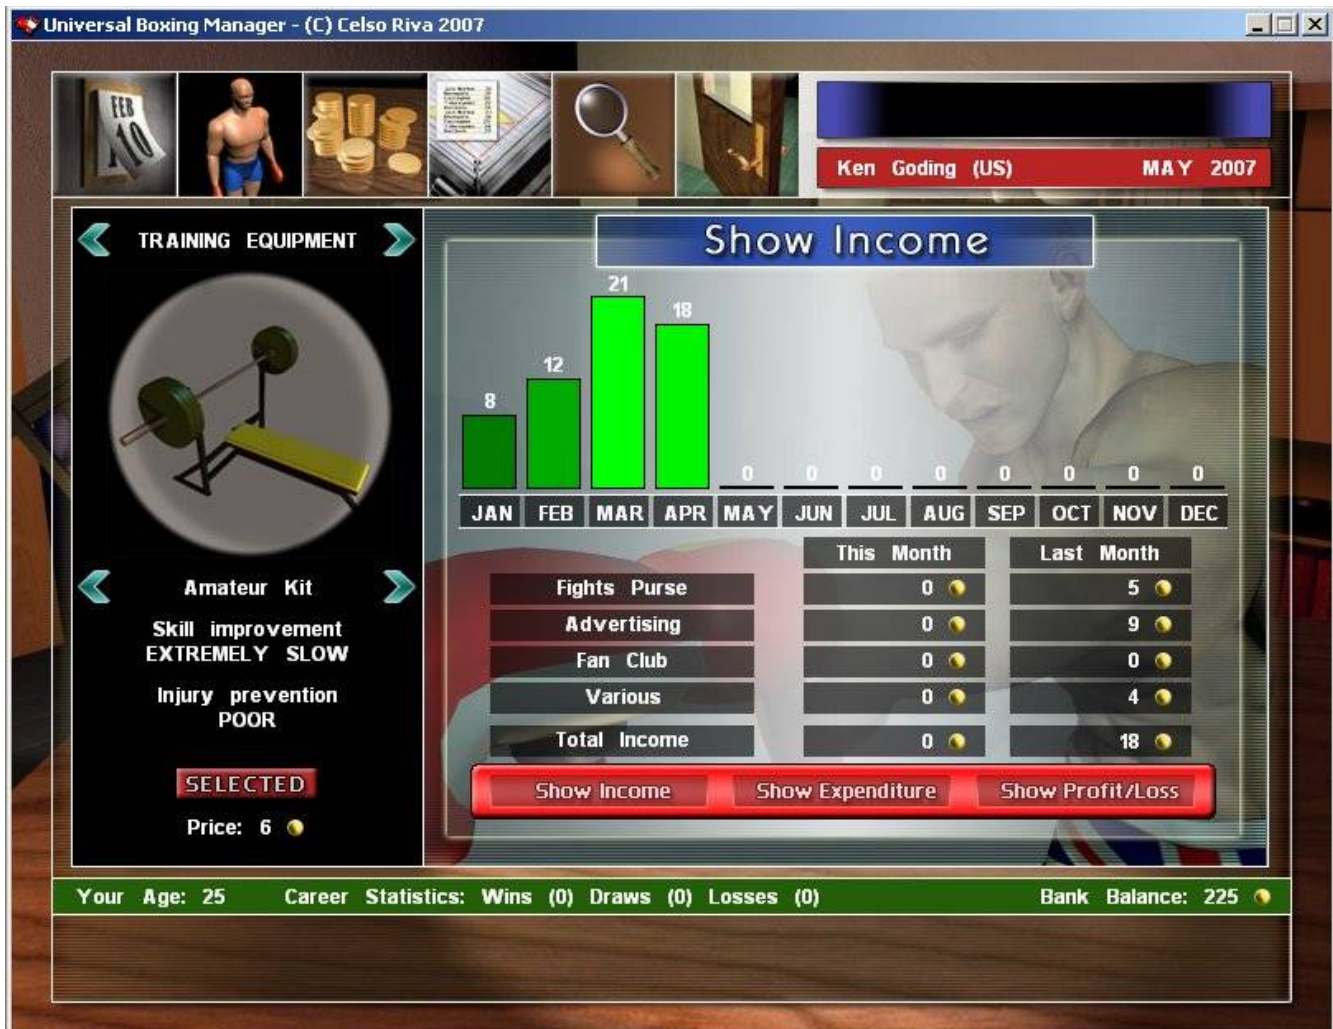 Universal Boxing Manager - (C) Celso Riva 2007
FEB
10
Ken Goding (US) MAY 2007
TRAINING EQUIPMENT
Show Income
21
18
12
8
0 0 0 0 0 0 0 0
JAN FEB MAR APR MAY JUN JUL AUG SEP OCT NOV DEC
This Month Last Month
Amateur Kit
Skill improvement
EXTREMELY SLOW
Injury prevention
POOR
SELECTED
Price: 6
Fights Purse 0 5
Advertising 0 9
Fan Club 0 0
Various 0 4
Total Income 0 18
Show Income Show Expenditure Show Profit/Loss
Your Age: 25 Career Statistics: Wins (0) Draws (0) Losses (0) Bank Balance: 225